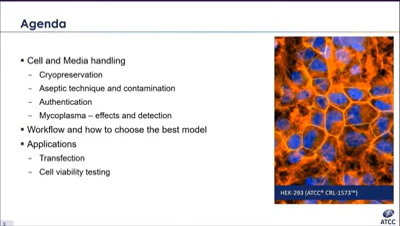 Agenda
▪ Cell and Media handling
– Cryopreservation
– Aseptic technique and contamination
– Authentication
– Mycoplasma – effects and detection
▪ Workflow and how to choose the best model
▪ Applications
– Transfection
– Cell viability testing
HEK-293 (ATCC® CRL-1573™)
ATCC